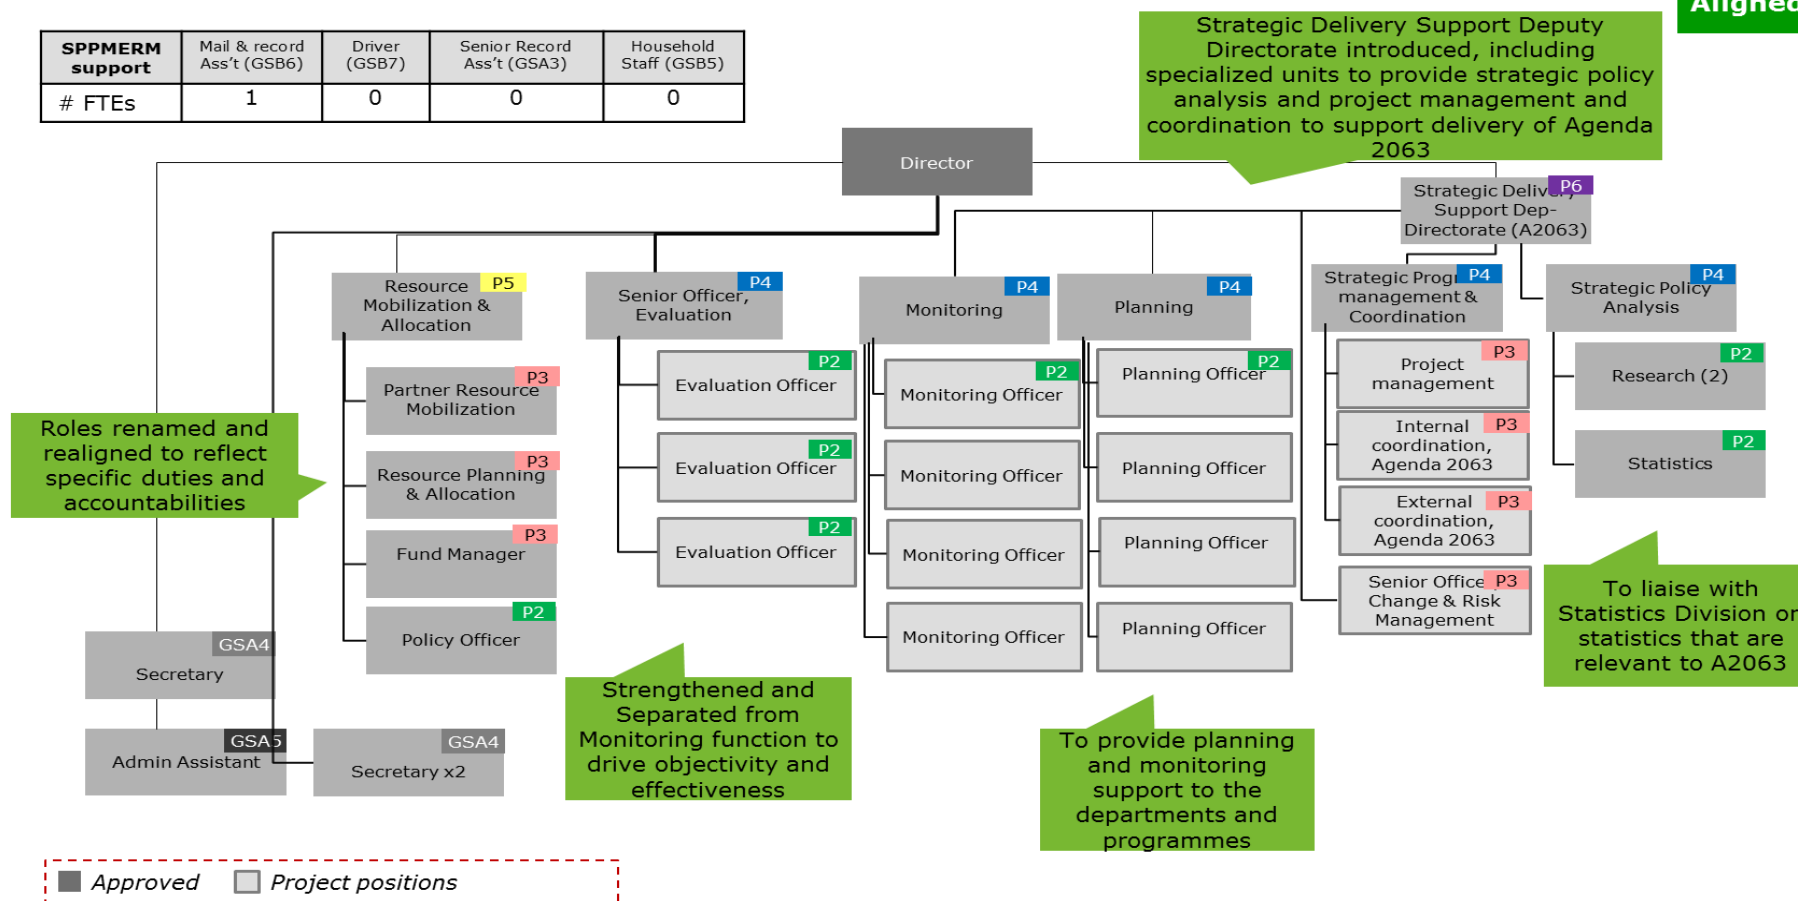 Aligned
SPPMERM
support
Mail & record
Ass't (GSB6)
Driver
(GSB7)
Senior Record
Ass't (GSA3)
Household
Staff (GSB5)
# FTEs
1
0
0
0
Strategic Delivery Support Deputy
Directorate introduced, including
specialized units to provide strategic policy
analysis and project management and
coordination to support delivery of Agenda
2063
Director
P6
Strategic Delivery
Support Dep-
Directorate (A2063)
P5
Resource
Mobilization &
Allocation
P4
Senior Officer,
Evaluation
P4
Monitoring
P4
Planning
P4
Strategic Prog
management &
Coordination
P4
Strategic Policy
Analysis
P3
Partner Resource
Mobilization
P3
Resource Planning
& Allocation
P3
Fund Manager
P2
Policy Officer
P2
Evaluation Officer
P2
Evaluation Officer
P2
Evaluation Officer
P2
Monitoring Officer
Monitoring Officer
Monitoring Officer
Monitoring Officer
P2
Planning Officer
Planning Officer
Planning Officer
Planning Officer
P3
Project
management
P3
Internal
coordination,
Agenda 2063
P3
External
coordination,
Agenda 2063
P3
Senior Office
Change & Risk
Management
P2
Research (2)
P2
Statistics
Roles renamed and
realigned to reflect
specific duties and
accountabilities
GSA4
Secretary
GSA5
Admin Assistant
GSA4
Secretary x2
Strengthened and
Separated from
Monitoring function to
drive objectivity and
effectiveness
To provide planning
and monitoring
support to the
departments and
programmes
To liaise with
Statistics Division on
statistics that are
relevant to A2063
Approved
Project positions